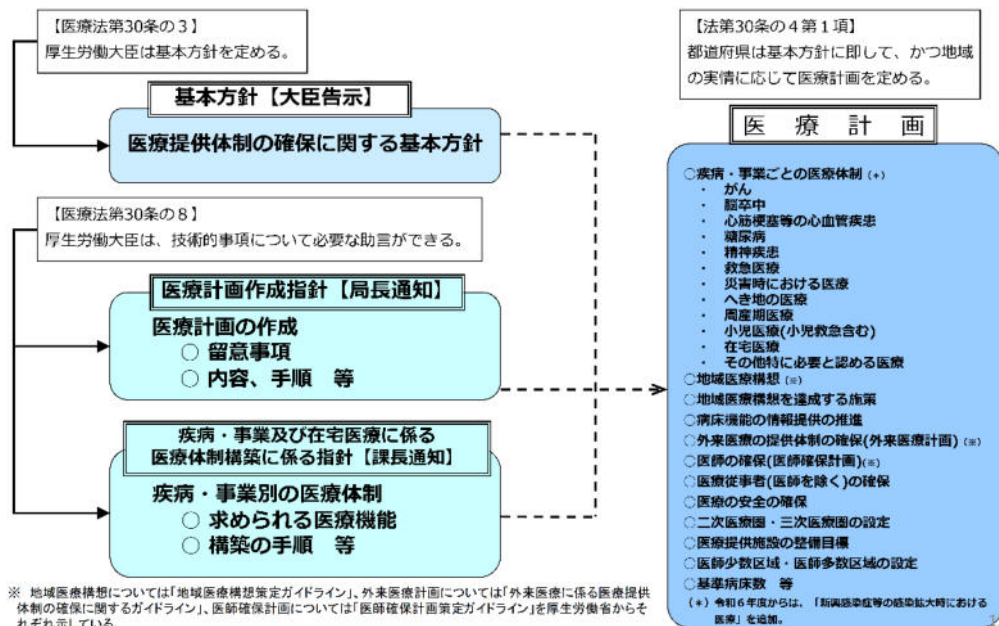 【医療法第30条の3】
厚生労働大臣は基本方針を定める。
基本方針【大臣告示】
医療提供体制の確保に関する基本方針
【医療法第30条の8】
厚生労働大臣は、技術的事項について必要な助言ができる。
医療計画作成指針【局長通知】
医療計画の作成
○ 留意事項
○ 内容、手順　等
疾病・事業及び在宅医療に係る
医療体制構築に係る指針【課長通知】
疾病・事業別の医療体制
○ 求められる医療機能
○ 構築の手順　等
【法第30条の4第1項】
都道府県は基本方針に即して、かつ地域
の実情に応じて医療計画を定める。
医　療　計　画
○疾病・事業ごとの医療体制 (＊)
・　がん
・　脳卒中
・　心筋梗塞等の心血管疾患
・　糖尿病
・　精神疾患
・　救急医療
・　災害時における医療
・　へき地の医療
・　周産期医療
・　小児医療(小児救急含む)
・　在宅医療
・　その他特に必要と認める医療
○地域医療構想 (※)
○地域医療構想を達成する施策
○病床機能の情報提供の推進
○外来医療の提供体制の確保(外来医療計画) (※)
○医師の確保(医師確保計画)(※)
○医療従事者(医師を除く)の確保
○医療の安全の確保
○二次医療圏・三次医療圏の設定
○医療提供施設の整備目標
○医師少数区域・医師多数区域の設定
○基準病床数　等
(＊) 令和6年度からは、「新興感染症等の感染拡大時における
医療」を追加。
※　地域医療構想については「地域医療構想策定ガイドライン」、外来医療計画については「外来医療に係る医療提供
体制の確保に関するガイドライン」、医師確保計画については「医師確保計画策定ガイドライン」を厚生労働省からそ
れぞれ示している。